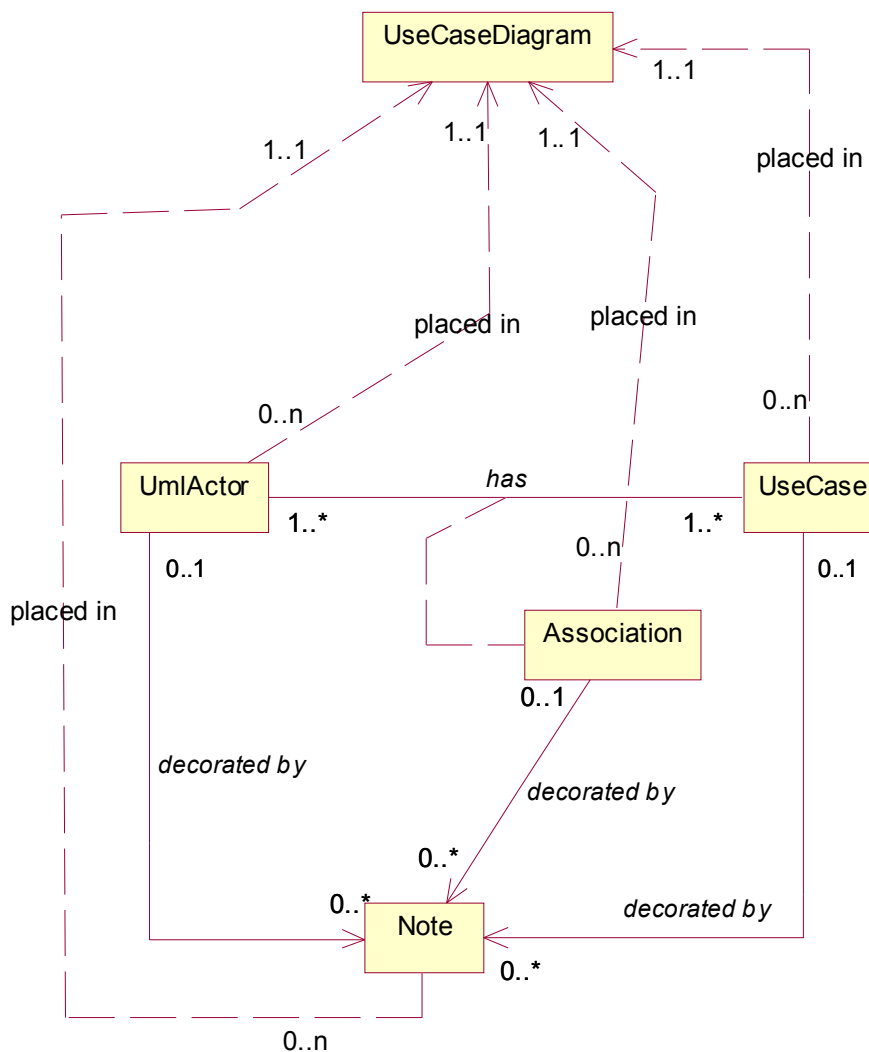 UseCaseDiagram
1..1
1..1
1..1
1..1
placed in
placed in
placed in
0..n
0..n
UmlActor
has
UseCase
1..*
1..*
0..n
0..1
0..1
placed in
Association
0..1
decorated by
decorated by
0..*
0..*
decorated by
Note
0..*
0..n